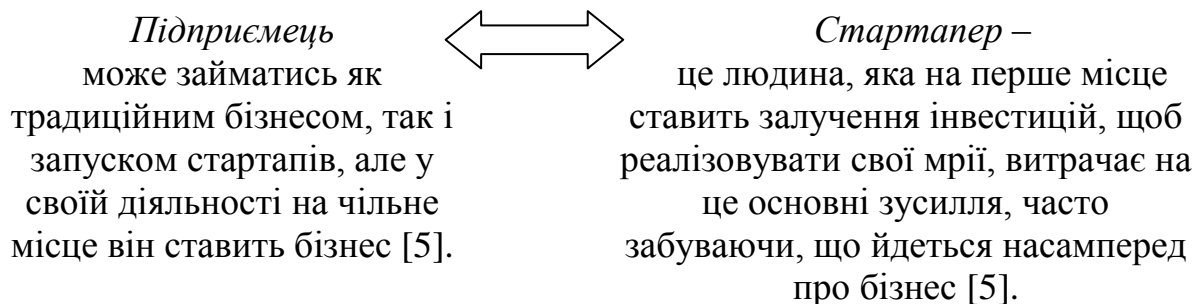 Підприємець
може займатись як
традиційним бізнесом, так і
запуском стартапів, але у
своїй діяльності на чільне
місце він ставить бізнес [5].
Стартапер –
це людина, яка на перше місце
ставить залучення інвестицій, щоб
реалізовувати свої мрії, витрачає на
це основні зусилля, часто
забуваючи, що йдеться насамперед
про бізнес [5].